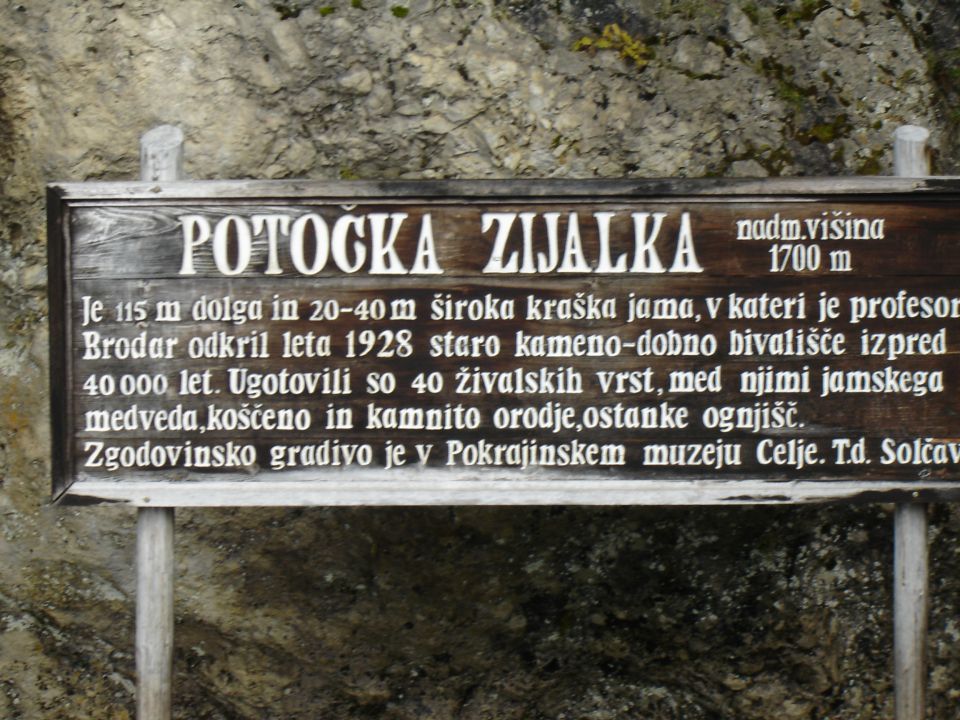 POTOČKA ZIJALKA nadm.višina
1700 m
Je 115 m dolga in 20-40 m široka kraška jama, v kateri je profesor
Brodar odkril leta 1928 staro kameno-dobno bivališče izpred
40 000 let. Ugotovili so 40 živalskih vrst, med njimi jamskega
medveda, koščeno in kamnito orodje, ostanke ognjišč.
Zgodovinsko gradivo je v Pokrajinskem muzeju Celje. T.d. Solčav